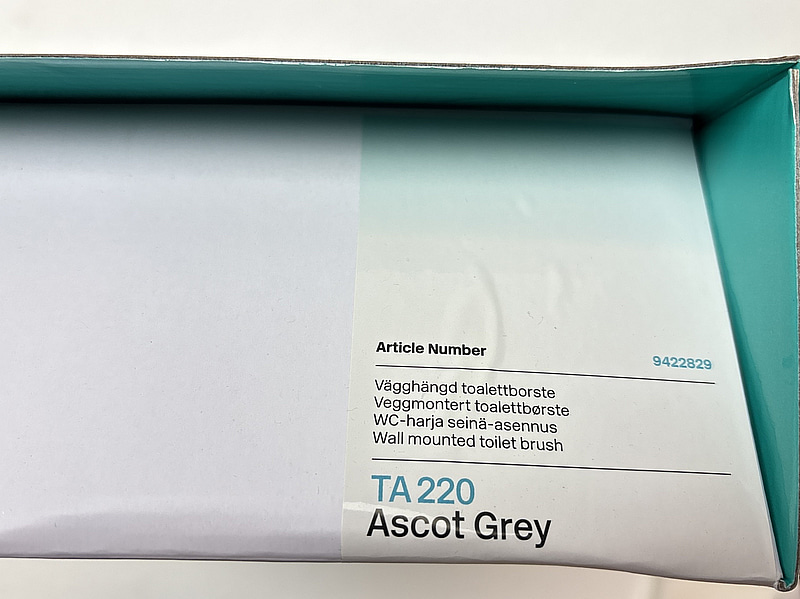 Article Number 9422829
Vägghängd toalettborste
Veggmontert toalettbørste
WC-harja seinä-asennus
Wall mounted toilet brush
TA 220
Ascot Grey